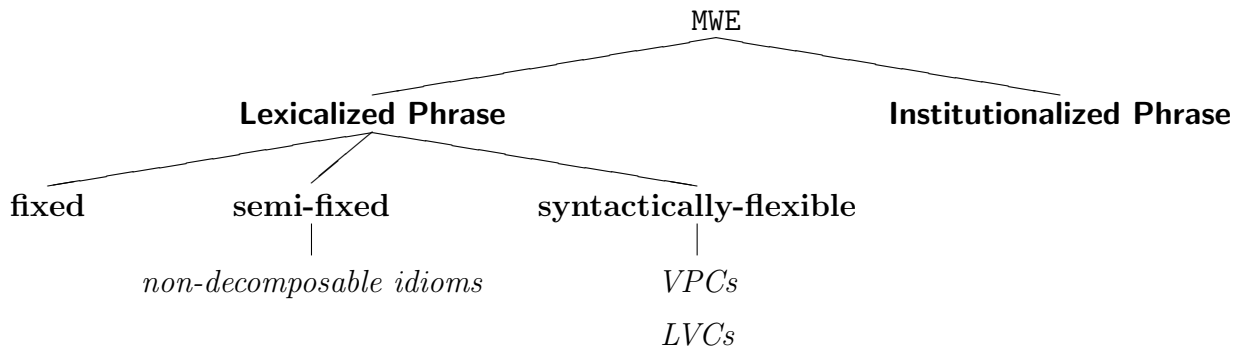 MWE
Lexicalized Phrase Institutionalized Phrase
fixed semi-fixed syntactically-flexible
non-decomposable idioms VPCs
LVCs